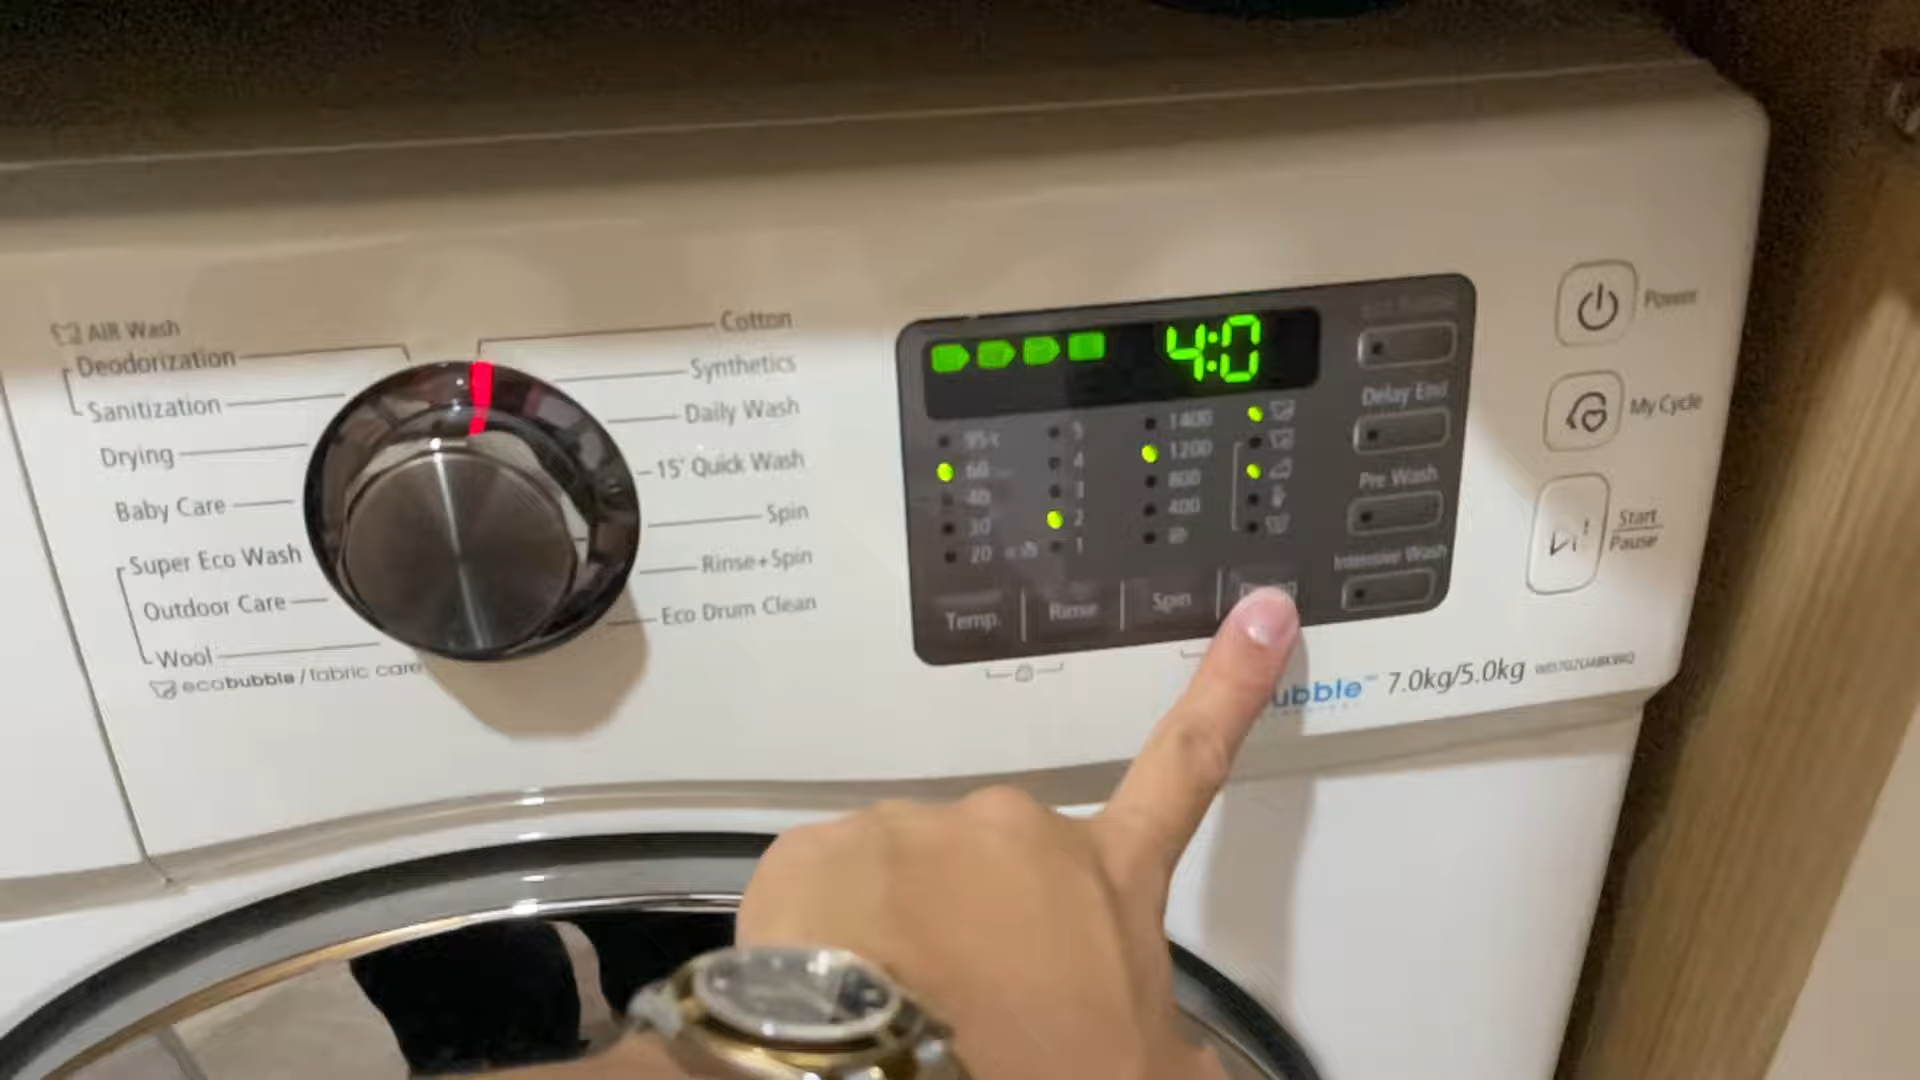 AIR Wash
Deodorization
Sanitization
Drying
Baby Care
Super Eco Wash
Outdoor Care
Wool
ecobubble/fabric care
Cotton
Synthetics
Daily Wash
15' Quick Wash
Spin
Rinse+Spin
Eco Drum Clean
4:0
95℃
60
40
30
20
5
4
3
2
1
1400
1200
800
400
Temp.
Rinse
Spin
Delay End
Pre Wash
Intensive Wash
Power
My Cycle
Start
Pause
ubble™ 7.0kg/5.0kg